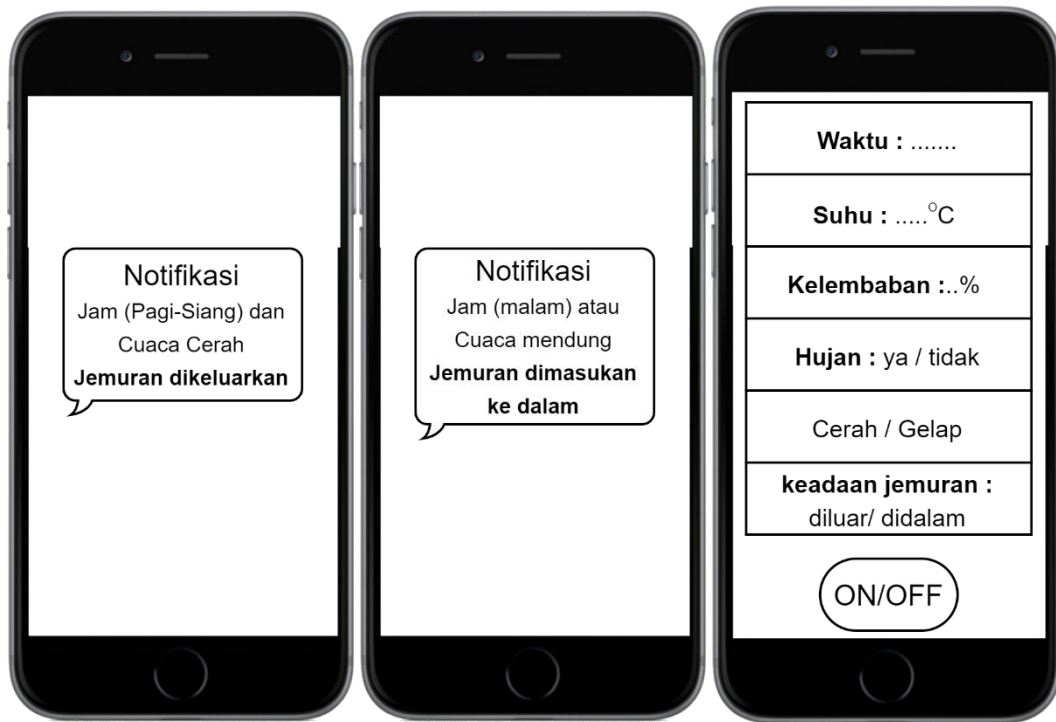 Notifikasi
Jam (Pagi-Siang) dan
Cuaca Cerah
Jemuran dikeluarkan
Notifikasi
Jam (malam) atau
Cuaca mendung
Jemuran dimasukan
ke dalam
Waktu : .......
Suhu : .....°C
Kelembaban :..%
Hujan : ya / tidak
Cerah / Gelap
keadaan jemuran :
diluar/ didalam
ON/OFF